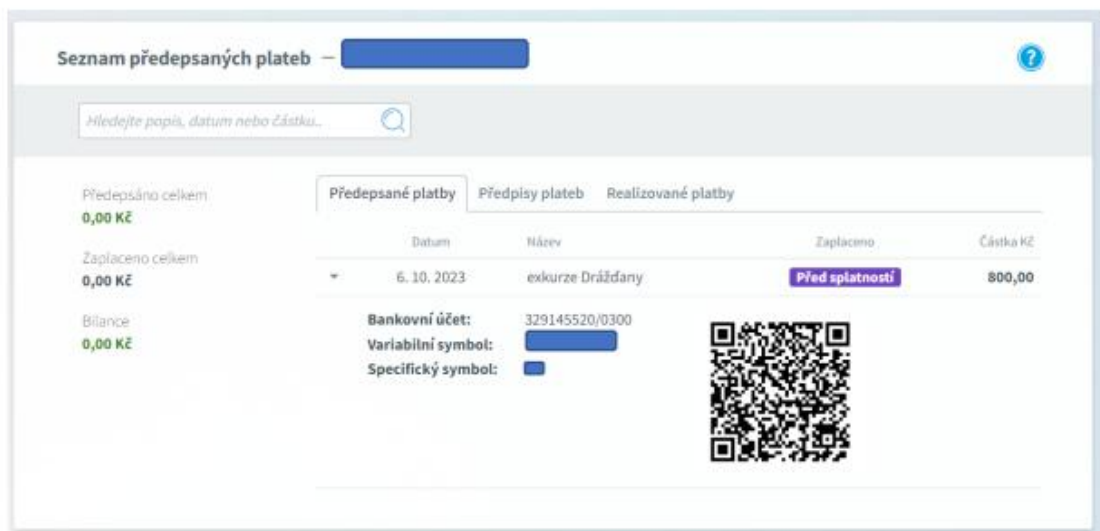 Seznam předepsaných plateb –
?
Hledejte popis, datum nebo částku..
Předepsáno celkem
0,00 Kč
Zaplaceno celkem
0,00 Kč
Bilance
0,00 Kč
Předepsané platby Předpisy plateb Realizované platby
Datum Název Zaplaceno Částka Kč
6. 10. 2023 exkurze Drážďany Před splatností 800,00
Bankovní účet: 329145520/0300
Variabilní symbol:
Specifický symbol: